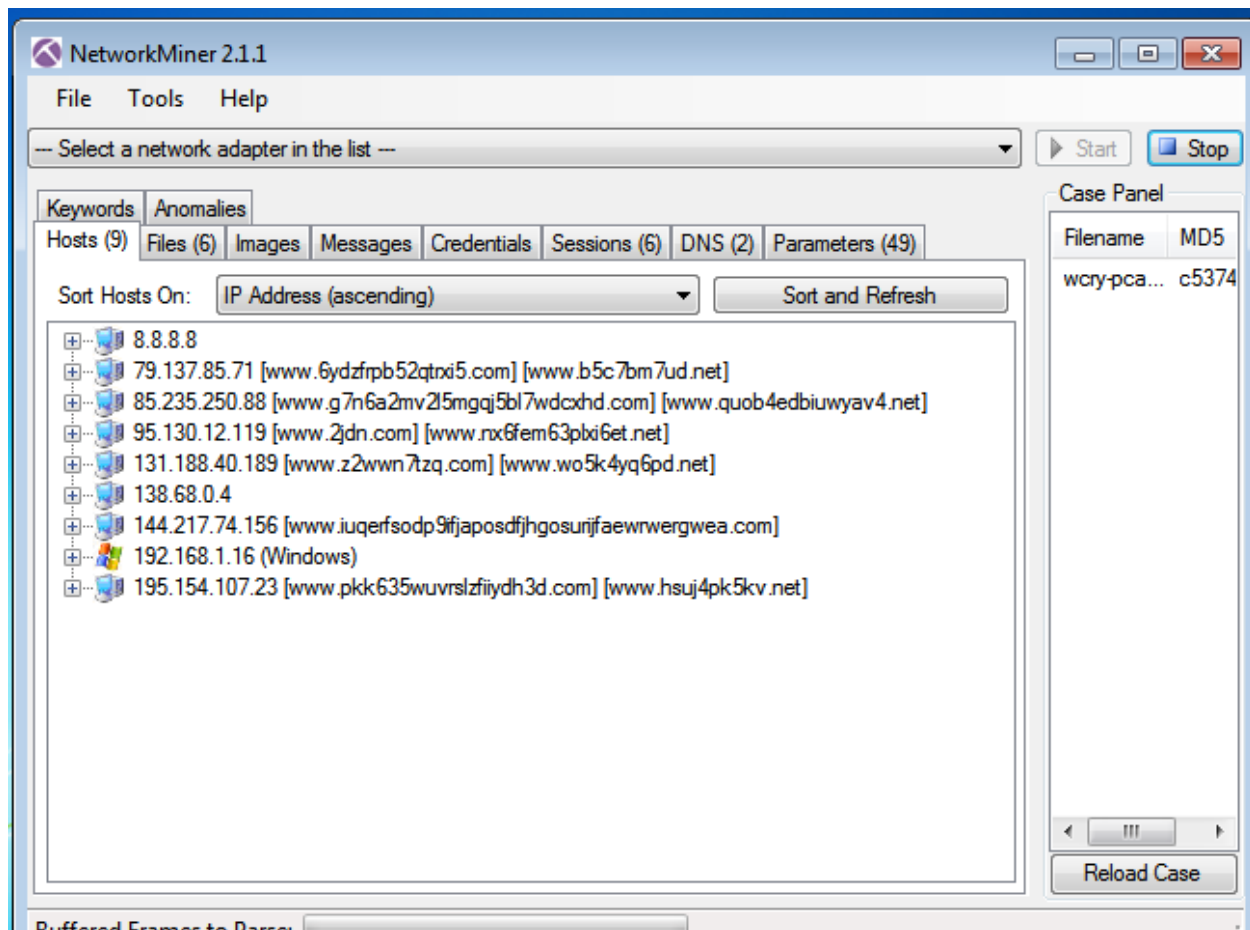 NetworkMiner 2.1.1
File Tools Help
--- Select a network adapter in the list ---
Start Stop
Keywords Anomalies
Hosts (9) Files (6) Images Messages Credentials Sessions (6) DNS (2) Parameters (49)
Sort Hosts On: IP Address (ascending) Sort and Refresh
8.8.8.8
79.137.85.71 [www.6ydzfrpb52qtrxi5.com] [www.b5c7bm7ud.net]
85.235.250.88 [www.g7n6a2mv2l5mgqj5bl7wdcxhd.com] [www.quob4edbiuwyav4.net]
95.130.12.119 [www.2jdn.com] [www.nx6fem63plxi6et.net]
131.188.40.189 [www.z2wwn7tzq.com] [www.wo5k4yq6pd.net]
138.68.0.4
144.217.74.156 [www.iuqerfsodp9ifjaposdfjhgosurijfaewrwergwea.com]
192.168.1.16 (Windows)
195.154.107.23 [www.pkk635wuvrslzfiiydh3d.com] [www.hsuj4pk5kv.net]
Case Panel
Filename MD5
wcry-pca... c5374
Reload Case
Buffered Frames to Parse: